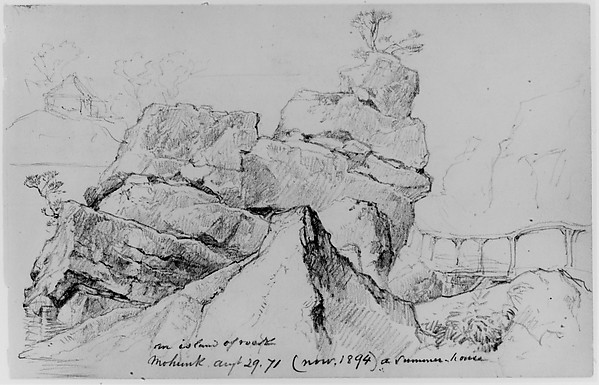 an island of rock
Mohunk. Augt 29. 71 (now. 1894) a summer-house